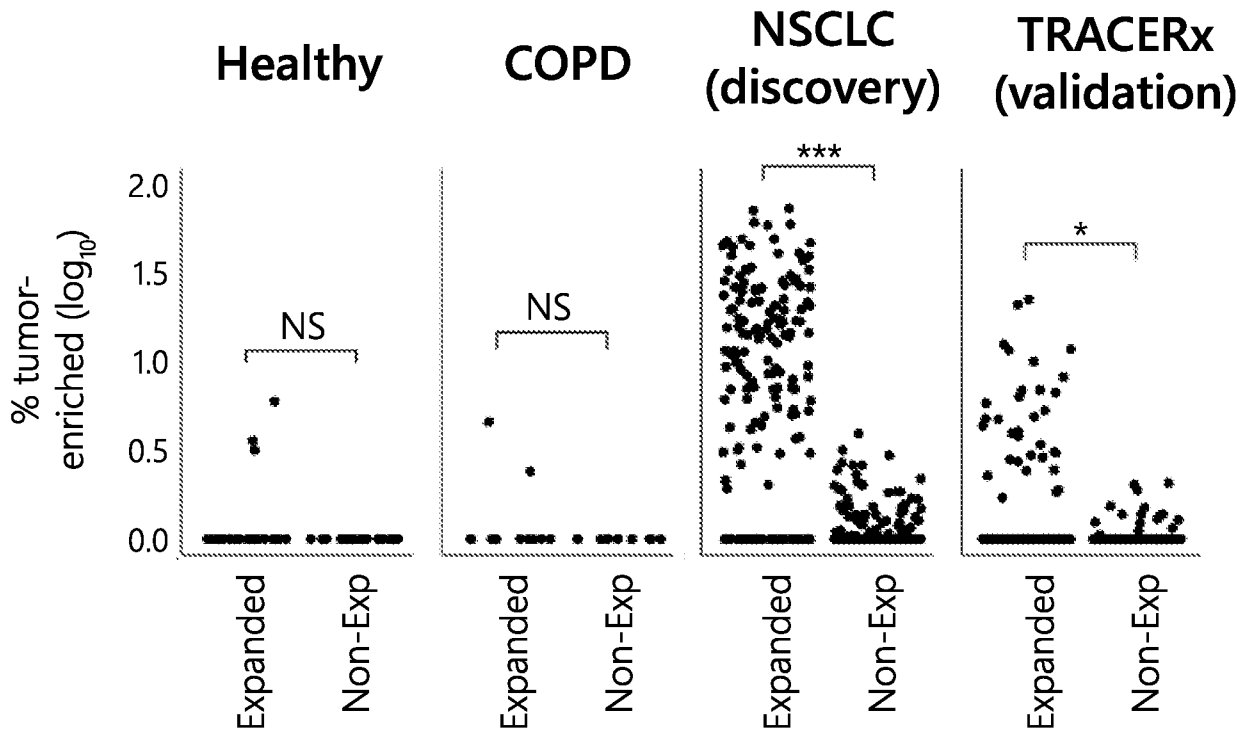 Healthy
COPD
NSCLC
(discovery)
TRACERx
(validation)
% tumor-
enriched (log10)
2.0
1.5
1.0
0.5
0.0
NS
NS
***
*
Expanded
Non-Exp
Expanded
Non-Exp
Expanded
Non-Exp
Expanded
Non-Exp